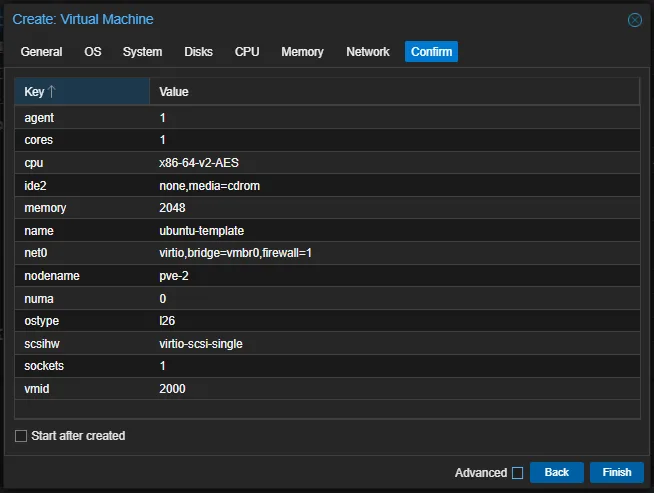 Create: Virtual Machine
General OS System Disks CPU Memory Network Confirm
Key ↑ Value
agent 1
cores 1
cpu x86-64-v2-AES
ide2 none,media=cdrom
memory 2048
name ubuntu-template
net0 virtio,bridge=vmbr0,firewall=1
nodename pve-2
numa 0
ostype l26
scsihw virtio-scsi-single
sockets 1
vmid 2000
Start after created
Advanced Back Finish